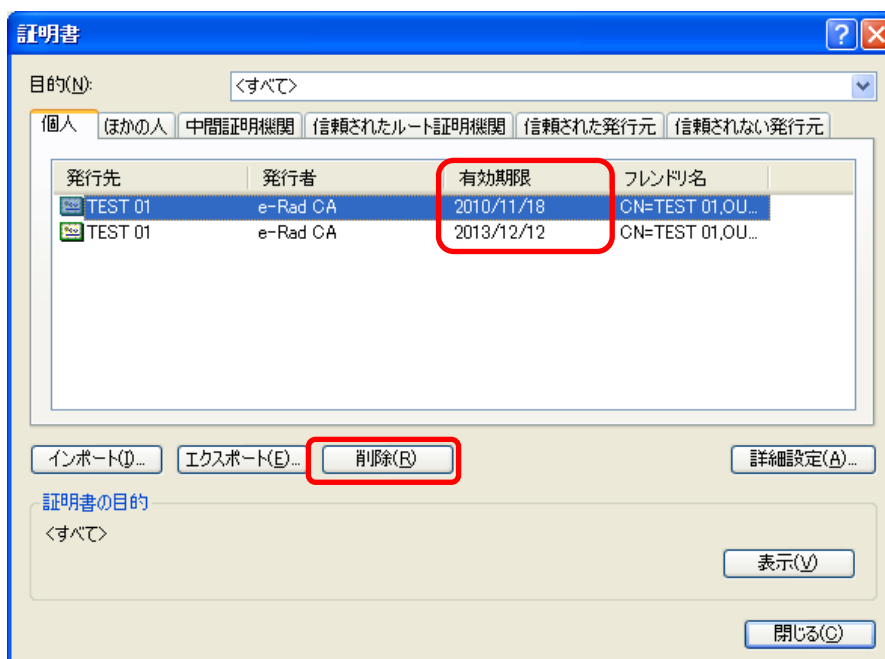 証明書
目的(N): <すべて>
個人 ほかの人 中間証明機関 信頼されたルート証明機関 信頼された発行元 信頼されない発行元
発行先 発行者 有効期限 フレンドリ名
TEST 01 e-Rad CA 2010/11/18 CN=TEST 01,OU...
TEST 01 e-Rad CA 2013/12/12 CN=TEST 01,OU...
インポート(I)... エクスポート(E)... 削除(R) 詳細設定(A)...
証明書の目的
<すべて>
表示(V)
閉じる(C)